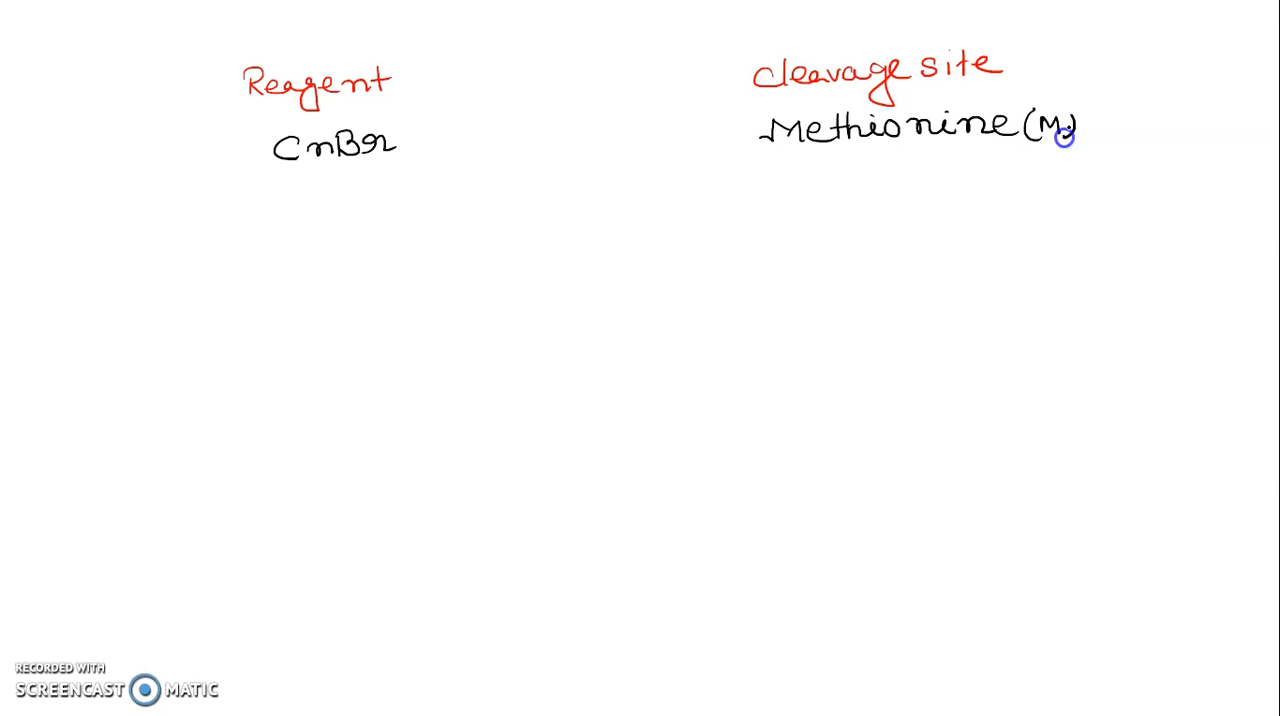 Reagent Cleavage site
CnBr Methionine (M)
RECORDED WITH
SCREENCAST MATIC